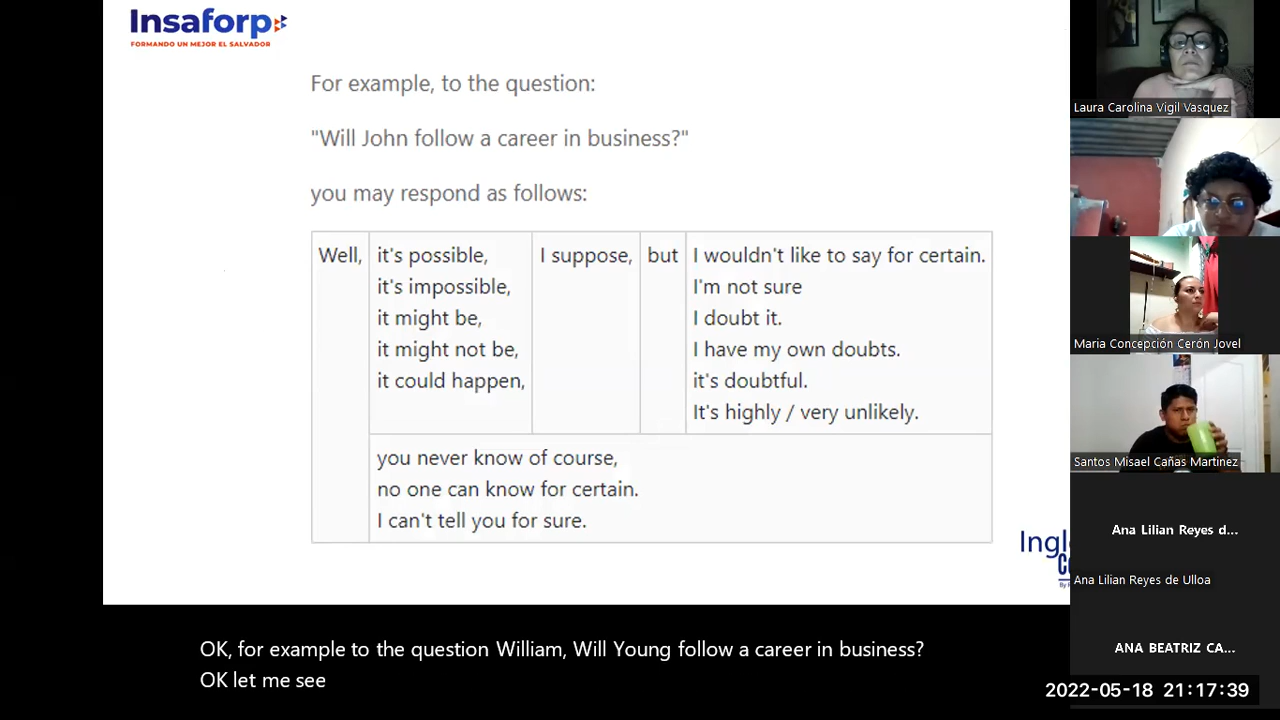 Insaforp
FORMANDO UN MEJOR EL SALVADOR
For example, to the question:
"Will John follow a career in business?"
you may respond as follows:
Well, it's possible, I suppose, but I wouldn't like to say for certain.
it's impossible, I'm not sure
it might be, I doubt it.
it might not be, I have my own doubts.
it could happen, it's doubtful.
It's highly / very unlikely.
you never know of course,
no one can know for certain.
I can't tell you for sure.
OK, for example to the question William, Will Young follow a career in business?
OK let me see
Laura Carolina Vigil Vasquez
Maria Concepción Cerón Jovel
Santos Misael Cañas Martinez
Ana Lilian Reyes d...
Ana Lilian Reyes de Ulloa
ANA BEATRIZ CA...
2022-05-18 21:17:39